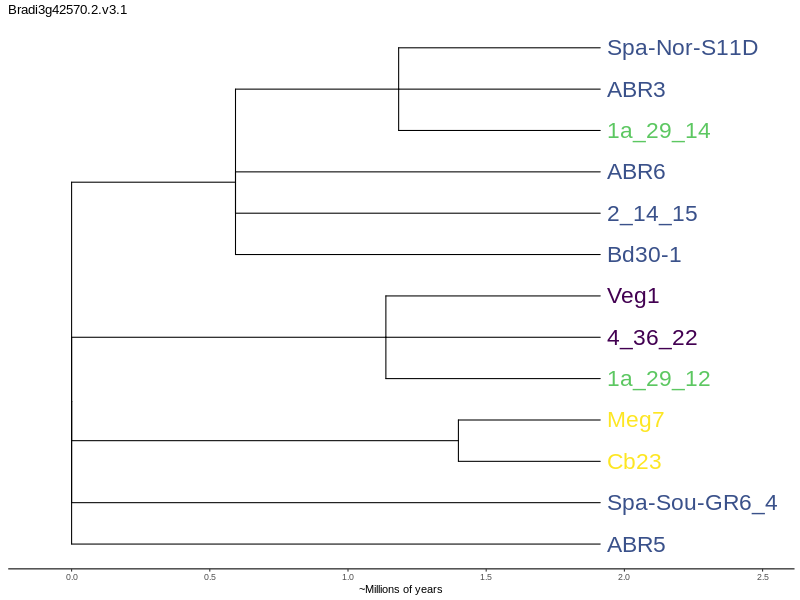 Bradi3g42570.2.v3.1
Spa-Nor-S11D
ABR3
1a_29_14
ABR6
2_14_15
Bd30-1
Veg1
4_36_22
1a_29_12
Meg7
Cb23
Spa-Sou-GR6_4
ABR5
0.0 0.5 1.0 1.5 2.0 2.5
~Millions of years